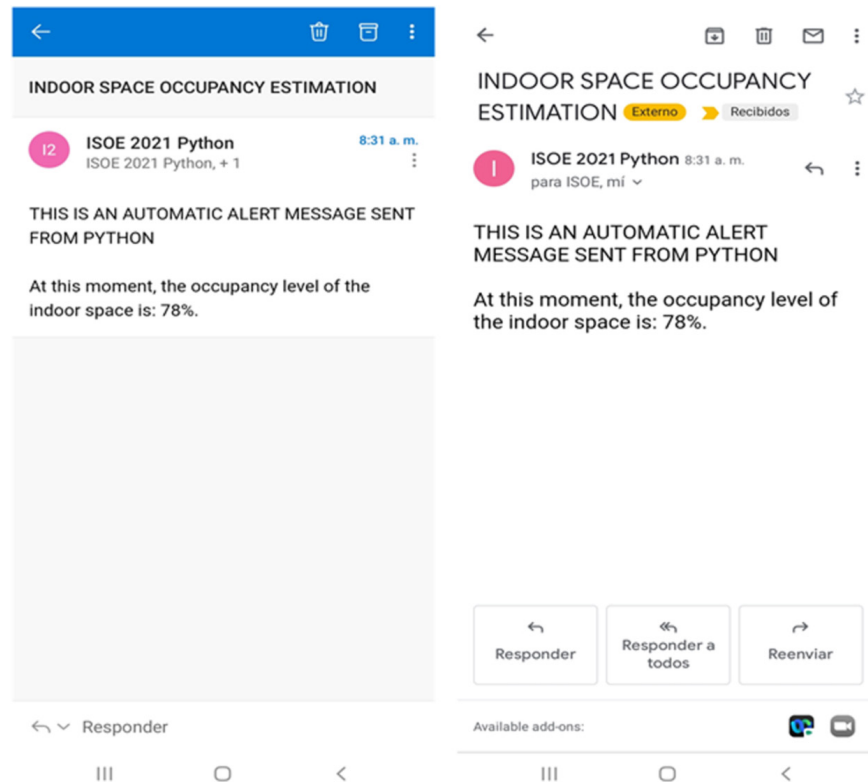 INDOOR SPACE OCCUPANCY ESTIMATION
I2
ISOE 2021 Python
8:31 a. m.
ISOE 2021 Python, + 1
THIS IS AN AUTOMATIC ALERT MESSAGE SENT
FROM PYTHON
At this moment, the occupancy level of the
indoor space is: 78%.
Responder
INDOOR SPACE OCCUPANCY
ESTIMATION Externo Recibidos
I
ISOE 2021 Python 8:31 a. m.
para ISOE, mí
THIS IS AN AUTOMATIC ALERT
MESSAGE SENT FROM PYTHON
At this moment, the occupancy level of
the indoor space is: 78%.
Responder
Responder a
todos
Reenviar
Available add-ons: